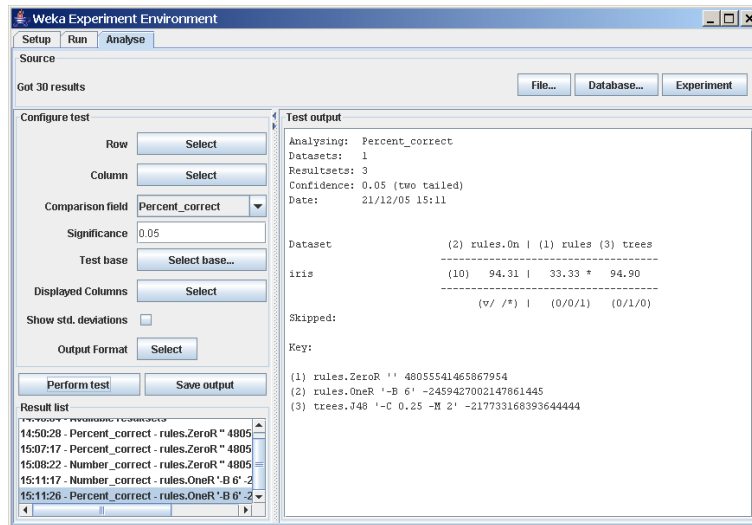 Weka Experiment Environment
Setup Run Analyse
Source
Got 30 results
File... Database... Experiment
Configure test
Row Select
Column Select
Comparison field Percent_correct
Significance 0.05
Test base Select base...
Displayed Columns Select
Show std. deviations
Output Format Select
Perform test Save output
Result list
Available resultsets
14:50:28 - Percent_correct - rules.ZeroR '' 4805
15:07:17 - Percent_correct - rules.ZeroR '' 4805
15:08:22 - Number_correct - rules.ZeroR '' 4805
15:11:17 - Number_correct - rules.OneR '-B 6' -2
15:11:26 - Percent_correct - rules.OneR '-B 6' -2
Test output
Analysing: Percent_correct
Datasets: 1
Resultsets: 3
Confidence: 0.05 (two tailed)
Date: 21/12/05 15:11
Dataset (2) rules.On | (1) rules (3) trees
------------------------------------
iris (10) 94.31 | 33.33 * 94.90
------------------------------------
(v/ /*) | (0/0/1) (0/1/0)
Skipped:
Key:
(1) rules.ZeroR '' 48055541465867954
(2) rules.OneR '-B 6' -2459427002147861445
(3) trees.J48 '-C 0.25 -M 2' -217733168393644444